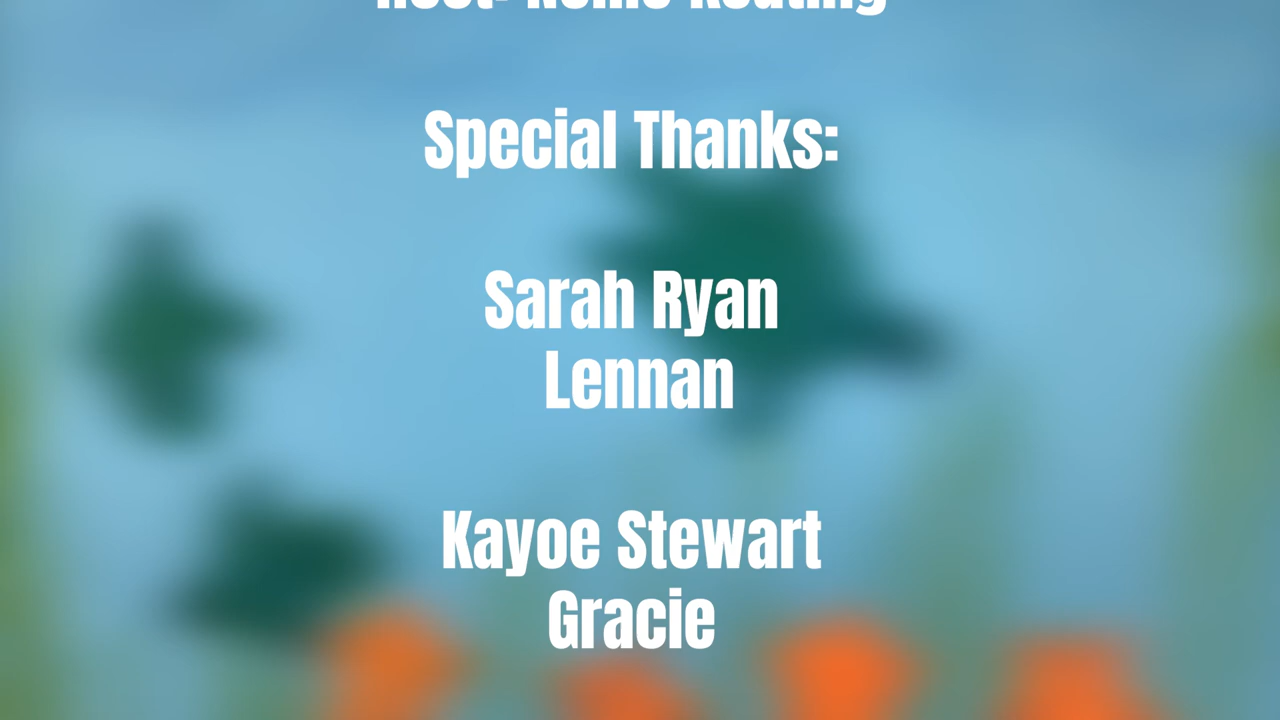 Special Thanks:
Sarah Ryan
Lennan
Kayoe Stewart
Gracie